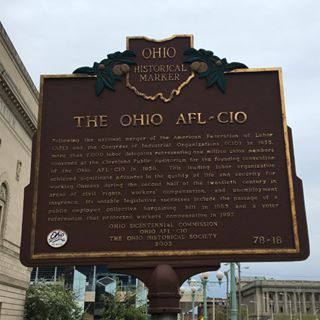 OHIO
HISTORICAL
MARKER
THE OHIO AFL-CIO
Following the national merger of the American Federation of Labor
(AFL) and the Congress of Industrial Organizations (CIO) in 1955,
more than 2,000 labor delegates representing one million union members
convened at the Cleveland Public Auditorium for the founding convention
of the Ohio AFL-CIO in 1958. This leading labor organization
achieved significant advances in the quality of life and security for
working Ohioans during the second half of the twentieth century in
areas of civil rights, workers compensation, and unemployment
insurance. Its notable legislative successes include the passage of a
public employee collective bargaining bill in 1983 and a voter
referendum that protected workers compensation in 1997.
OHIO BICENTENNIAL COMMISSION
OHIO AFL-CIO
THE OHIO HISTORICAL SOCIETY
2003
78-18
Ohio